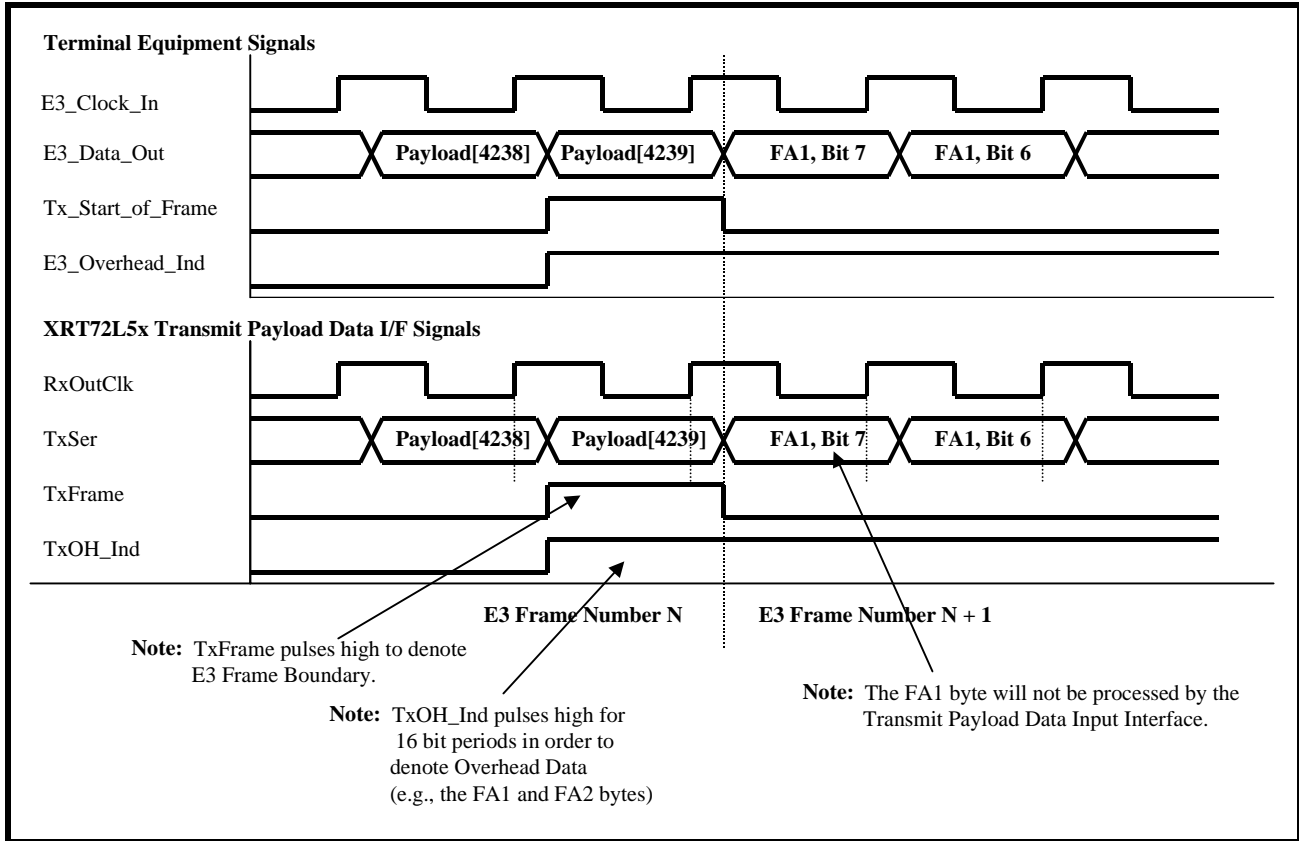 Terminal Equipment Signals
E3_Clock_In
E3_Data_Out
Payload[4238] Payload[4239] FA1, Bit 7 FA1, Bit 6
Tx_Start_of_Frame
E3_Overhead_Ind
XRT72L5x Transmit Payload Data I/F Signals
RxOutClk
TxSer
Payload[4238] Payload[4239] FA1, Bit 7 FA1, Bit 6
TxFrame
TxOH_Ind
E3 Frame Number N E3 Frame Number N + 1
Note: TxFrame pulses high to denote
E3 Frame Boundary.
Note: TxOH_Ind pulses high for
16 bit periods in order to
denote Overhead Data
(e.g., the FA1 and FA2 bytes)
Note: The FA1 byte will not be processed by the
Transmit Payload Data Input Interface.